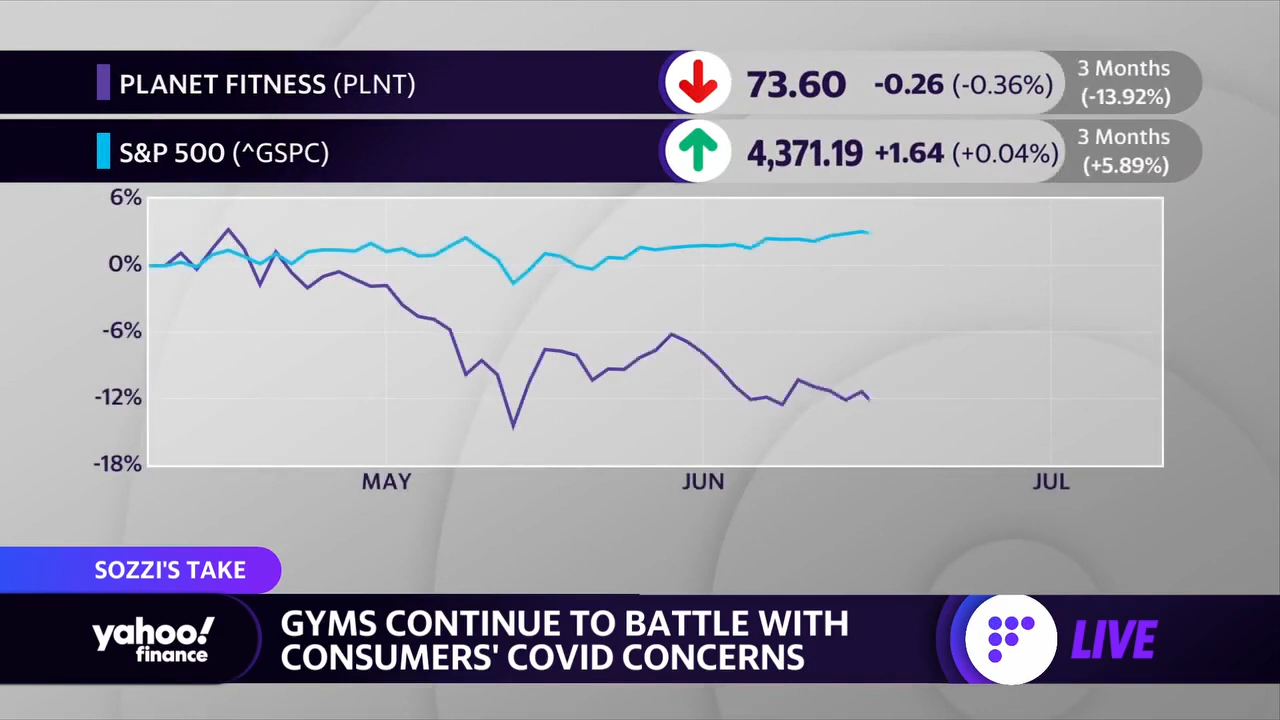 PLANET FITNESS (PLNT)
73.60 -0.26 (-0.36%)
3 Months
(-13.92%)
S&P 500 (^GSPC)
4,371.19 +1.64 (+0.04%)
3 Months
(+5.89%)
6%
0%
-6%
-12%
-18%
MAY JUN JUL
SOZZI'S TAKE
yahoo!
finance
GYMS CONTINUE TO BATTLE WITH
CONSUMERS' COVID CONCERNS
LIVE